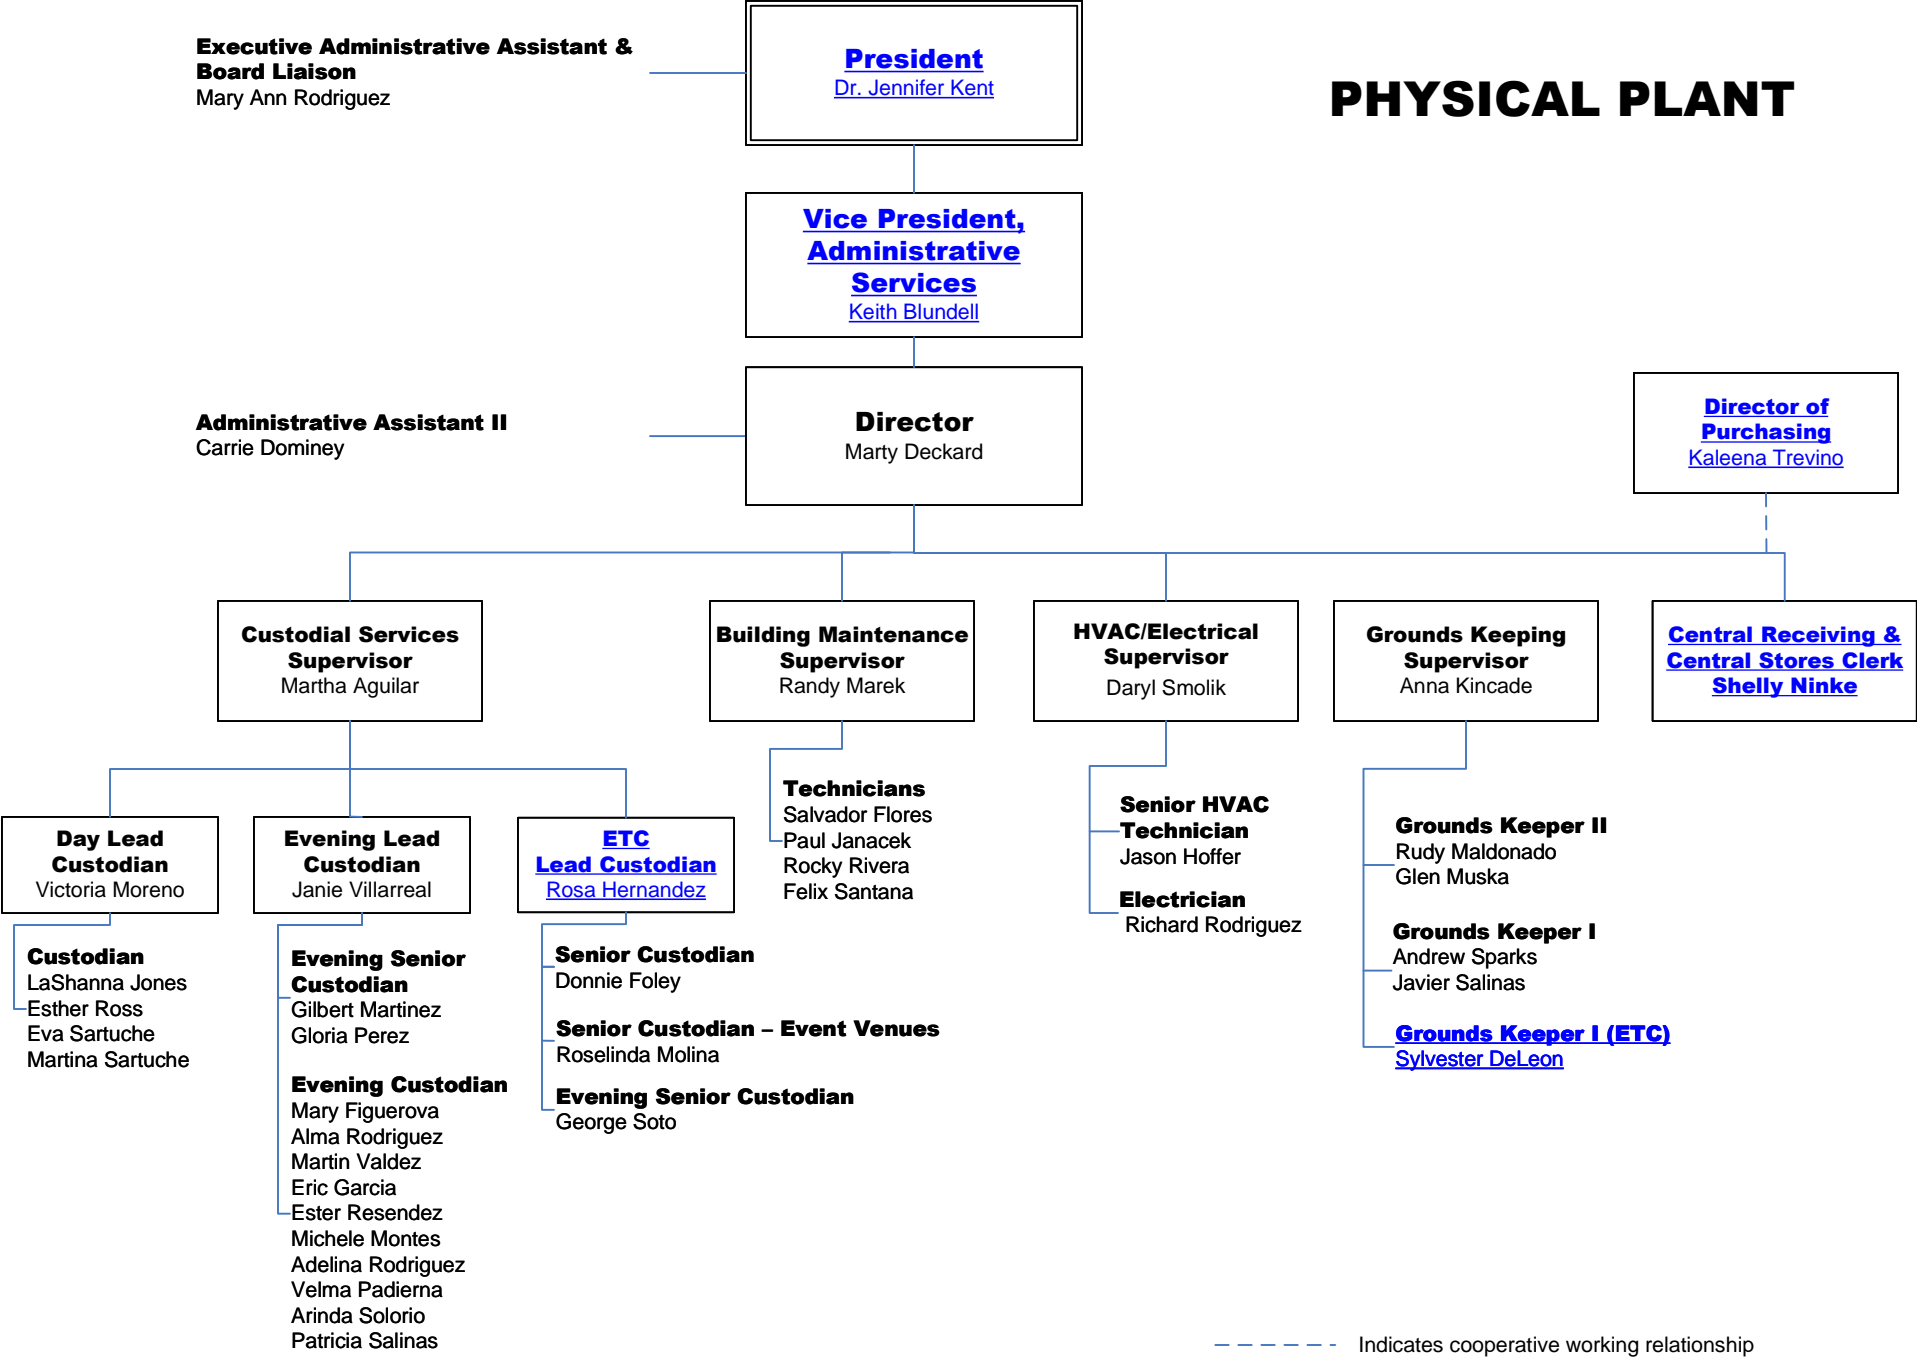 Executive Administrative Assistant &
Board Liaison
Mary Ann Rodriguez
President
Dr. Jennifer Kent
PHYSICAL PLANT
Vice President,
Administrative
Services
Keith Blundell
Administrative Assistant II
Carrie Dominey
Director
Marty Deckard
Director of
Purchasing
Kaleena Trevino
Custodial Services
Supervisor
Martha Aguilar
Building Maintenance
Supervisor
Randy Marek
HVAC/Electrical
Supervisor
Daryl Smolik
Grounds Keeping
Supervisor
Anna Kincade
Central Receiving &
Central Stores Clerk
Shelly Ninke
Day Lead
Custodian
Victoria Moreno
Evening Lead
Custodian
Janie Villarreal
ETC
Lead Custodian
Rosa Hernandez
Technicians
Salvador Flores
Paul Janacek
Rocky Rivera
Felix Santana
Senior HVAC
Technician
Jason Hoffer
Electrician
Richard Rodriguez
Grounds Keeper II
Rudy Maldonado
Glen Muska
Grounds Keeper I
Andrew Sparks
Javier Salinas
Grounds Keeper I (ETC)
Sylvester DeLeon
Custodian
LaShanna Jones
Esther Ross
Eva Sartuche
Martina Sartuche
Evening Senior
Custodian
Gilbert Martinez
Gloria Perez
Evening Custodian
Mary Figuerova
Alma Rodriguez
Martin Valdez
Eric Garcia
Ester Resendez
Michele Montes
Adelina Rodriguez
Velma Padierna
Arinda Solorio
Patricia Salinas
Senior Custodian
Donnie Foley
Senior Custodian – Event Venues
Roselinda Molina
Evening Senior Custodian
George Soto
Indicates cooperative working relationship